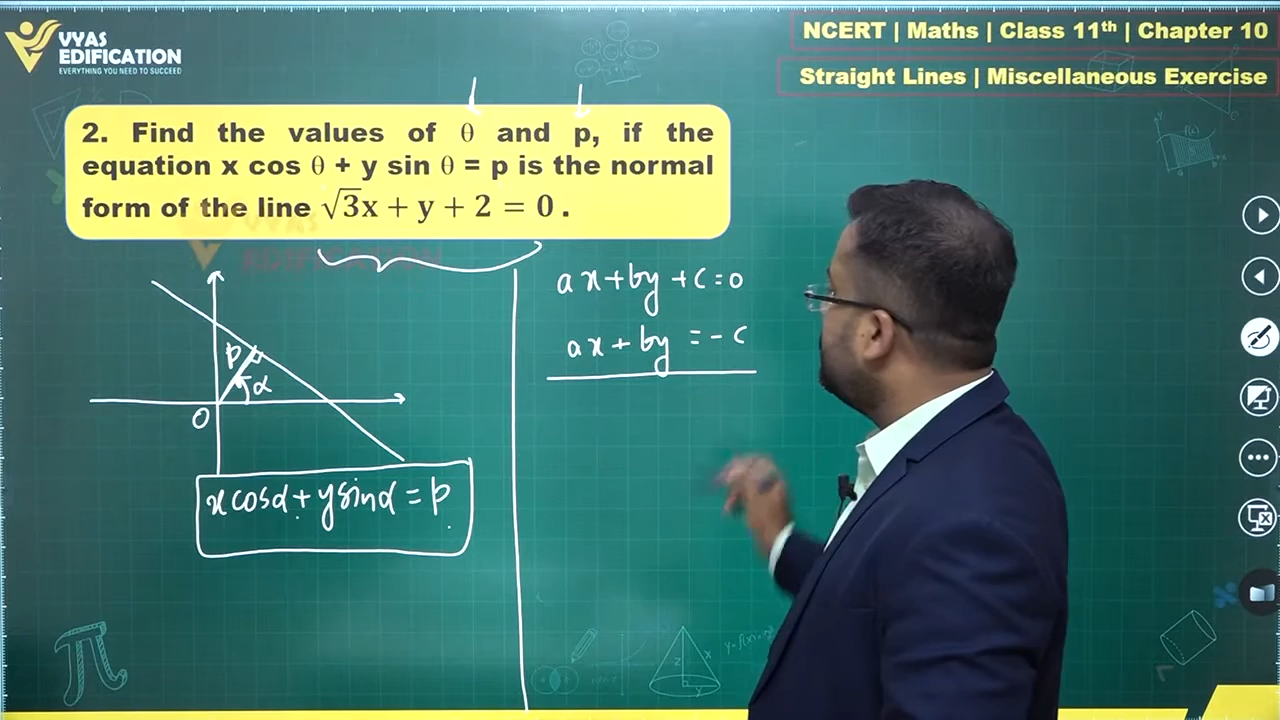 VYAS
EDIFICATION
EVERYTHING YOU NEED TO SUCCEED
NCERT | Maths | Class 11th | Chapter 10
Straight Lines | Miscellaneous Exercise
2. Find the values of θ and p, if the
equation x cos θ + y sin θ = p is the normal
form of the line √3x + y + 2 = 0 .
VYAS
EDIFICATION
p
α
O
x cosα + y sinα = p
ax+by+c=0
ax+by=-c
π